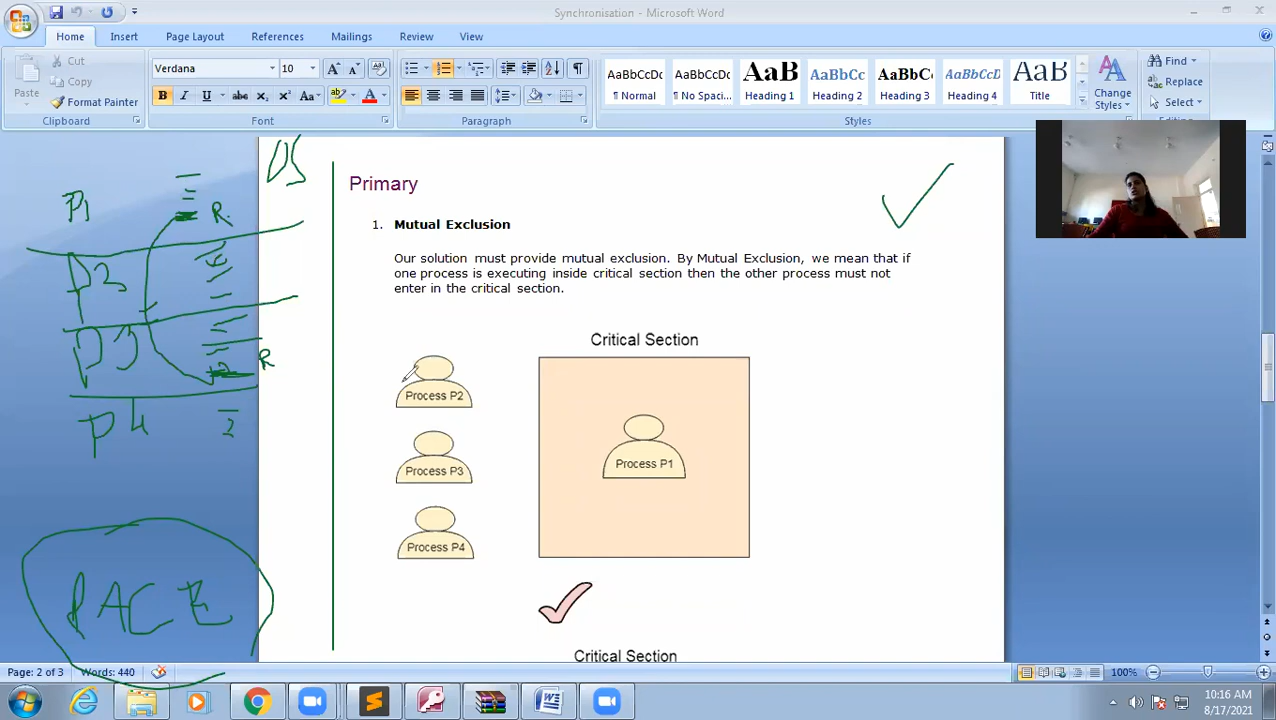 Synchronisation - Microsoft Word
Home Insert Page Layout References Mailings Review View
Cut
Copy
Paste
Format Painter
Clipboard
Verdana 10
Font
Paragraph
AaBbCcDc AaBbCcDc AaB AaBbCc AaBbCc AaBbCcD AaB
¶ Normal ¶ No Spaci... Heading 1 Heading 2 Heading 3 Heading 4 Title
Change
Styles
Styles
Find
Replace
Select
Editing
OS
P1 R
P2
P3 R
P4
RACE
Primary
1. Mutual Exclusion
Our solution must provide mutual exclusion. By Mutual Exclusion, we mean that if
one process is executing inside critical section then the other process must not
enter in the critical section.
Critical Section
Process P2
Process P1
Process P3
Process P4
Critical Section
Page: 2 of 3 Words: 440 100%
10:16 AM
8/17/2021